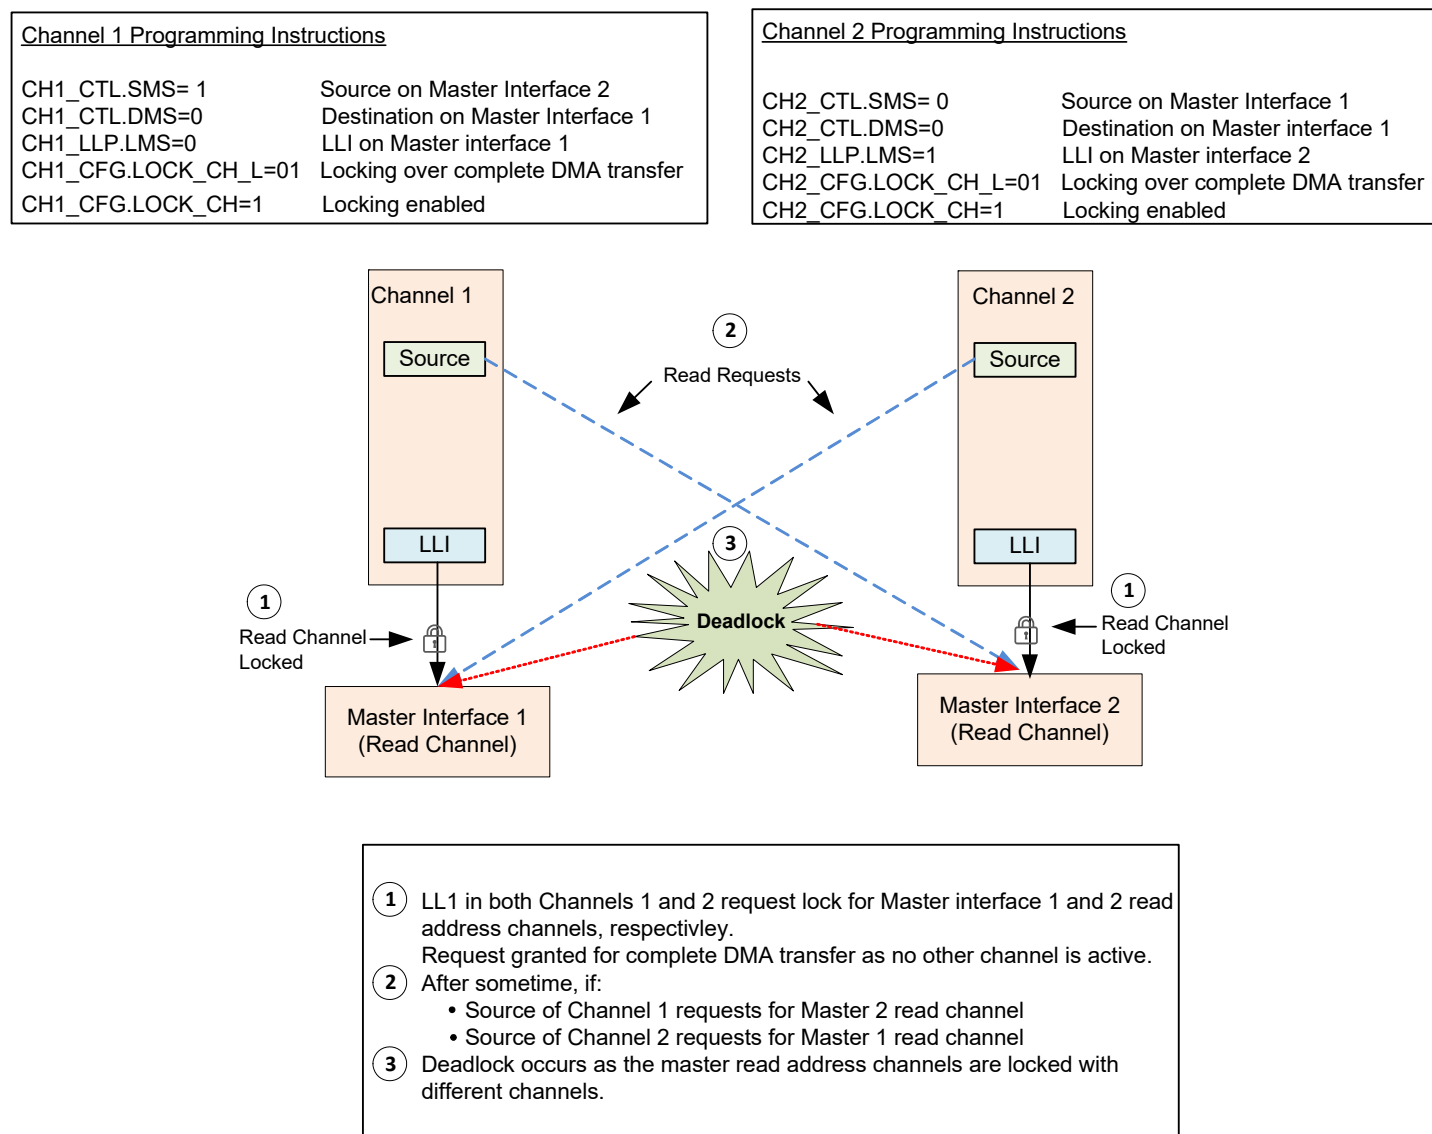 Channel 1 Programming Instructions
CH1_CTL.SMS= 1 Source on Master Interface 2
CH1_CTL.DMS=0 Destination on Master Interface 1
CH1_LLP.LMS=0 LLI on Master interface 1
CH1_CFG.LOCK_CH_L=01 Locking over complete DMA transfer
CH1_CFG.LOCK_CH=1 Locking enabled
Channel 2 Programming Instructions
CH2_CTL.SMS= 0 Source on Master Interface 1
CH2_CTL.DMS=0 Destination on Master interface 1
CH2_LLP.LMS=1 LLI on Master interface 2
CH2_CFG.LOCK_CH_L=01 Locking over complete DMA transfer
CH2_CFG.LOCK_CH=1 Locking enabled
Channel 1
Source
LLI
2
Read Requests
Channel 2
Source
LLI
3
Deadlock
1
Read Channel
Locked
1
Read Channel
Locked
Master Interface 1
(Read Channel)
Master Interface 2
(Read Channel)
1 LL1 in both Channels 1 and 2 request lock for Master interface 1 and 2 read
address channels, respectivley.
Request granted for complete DMA transfer as no other channel is active.
2 After sometime, if:
• Source of Channel 1 requests for Master 2 read channel
• Source of Channel 2 requests for Master 1 read channel
3 Deadlock occurs as the master read address channels are locked with
different channels.